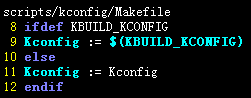 scripts/kconfig/Makefile
8 ifdef KBUILD_KCONFIG
9 Kconfig := $(KBUILD_KCONFIG)
10 else
11 Kconfig := Kconfig
12 endif